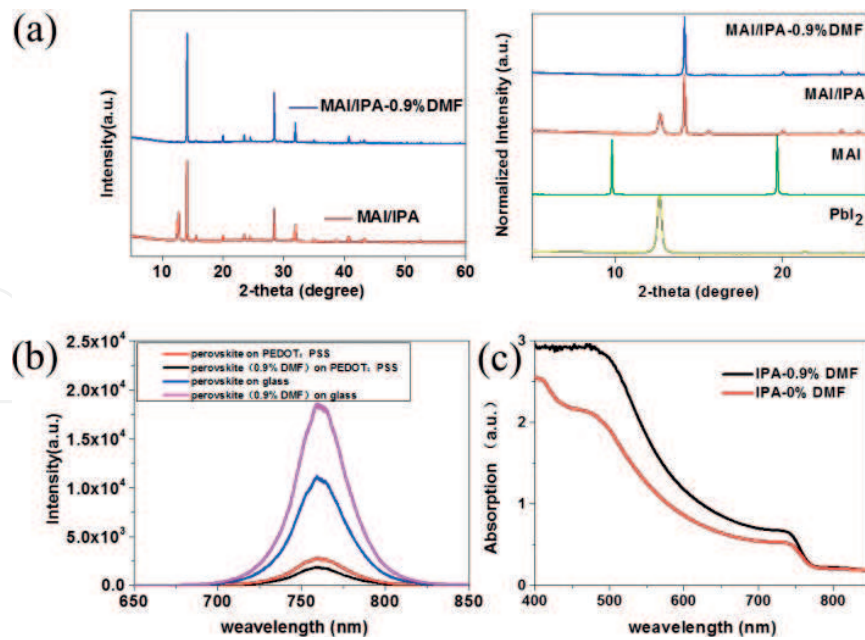 (a)
Intensity(a.u.)
MAI/IPA-0.9%DMF
MAI/IPA
10 20 30 40 50 60
2-theta (degree)
Normalized Intensity (a.u.)
MAI/IPA-0.9%DMF
MAI/IPA
MAI
PbI2
10 20
2-theta (degree)
(b)
Intensity(a.u.)
2.5x10^4
2.0x10^4
1.5x10^4
1.0x10^4
5.0x10^3
0.0
perovskite on PEDOT: PSS
perovskite (0.9% DMF) on PEDOT: PSS
perovskite on glass
perovskite (0.9% DMF) on glass
650 700 750 800 850
weavelength (nm)
(c)
Absorption (a.u.)
3
2
1
0
IPA-0.9% DMF
IPA-0% DMF
400 500 600 700 800
weavelength (nm)